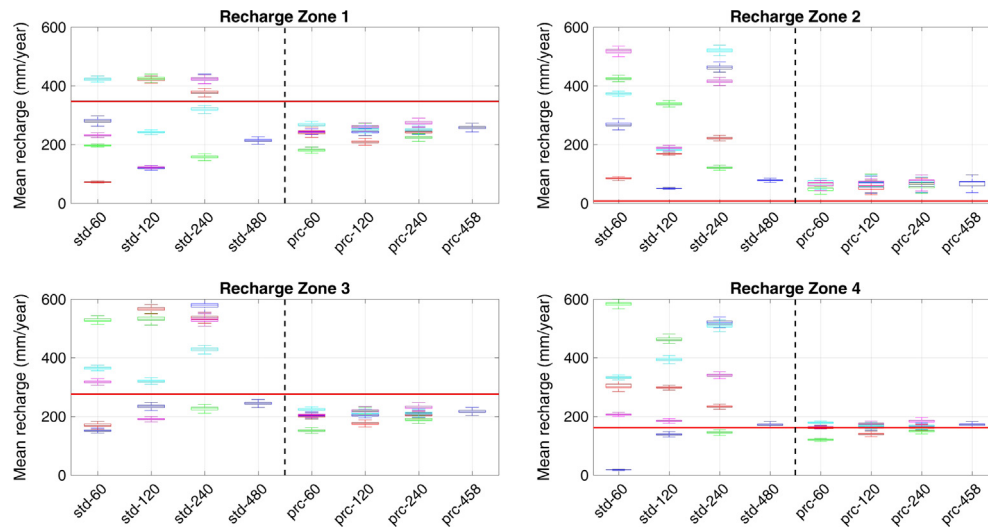 Recharge Zone 1
Mean recharge (mm/year)
600
400
200
0
std-60
std-120
std-240
std-480
prc-60
prc-120
prc-240
prc-458
Recharge Zone 2
Mean recharge (mm/year)
600
400
200
0
std-60
std-120
std-240
std-480
prc-60
prc-120
prc-240
prc-458
Recharge Zone 3
Mean recharge (mm/year)
600
400
200
0
std-60
std-120
std-240
std-480
prc-60
prc-120
prc-240
prc-458
Recharge Zone 4
Mean recharge (mm/year)
600
400
200
0
std-60
std-120
std-240
std-480
prc-60
prc-120
prc-240
prc-458